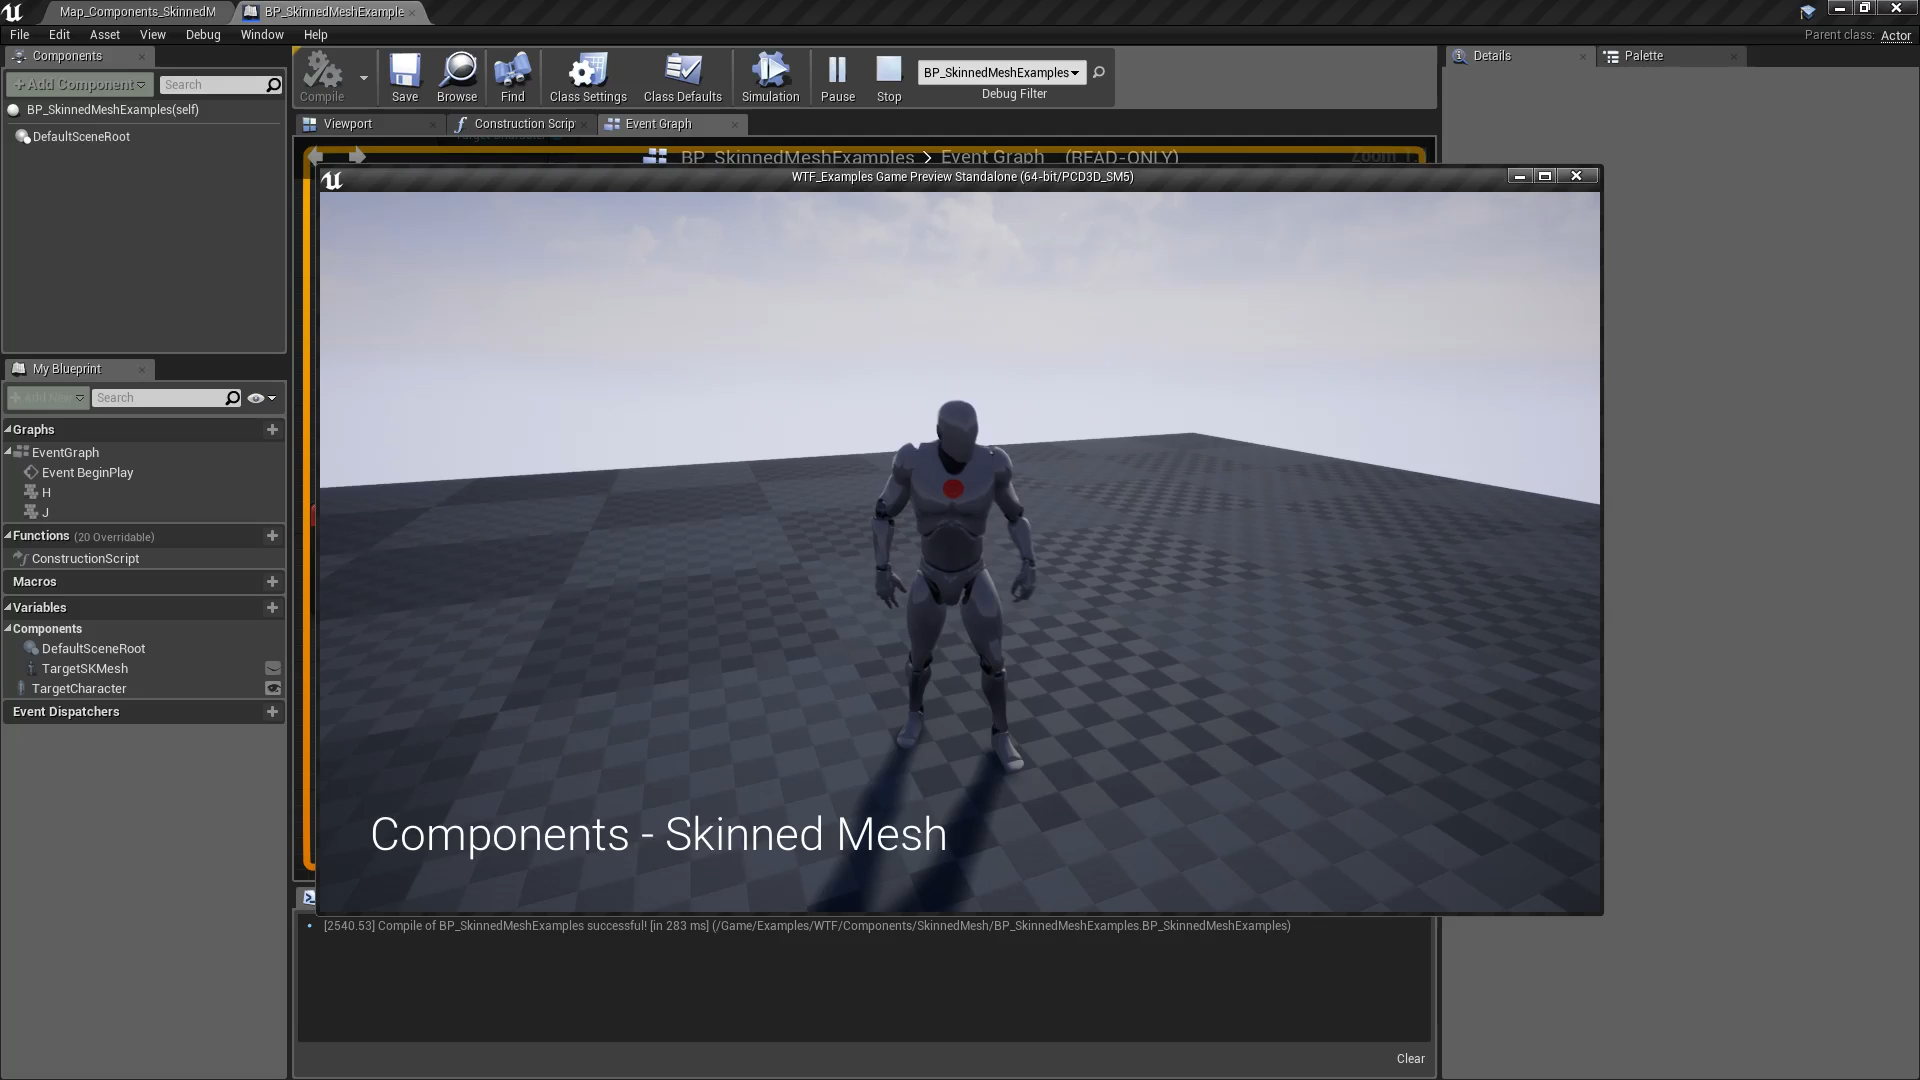 Map_Components_SkinnedM
BP_SkinnedMeshExample
File Edit Asset View Debug Window Help
Parent class: Actor
Components
+Add Component
Search
BP_SkinnedMeshExamples(self)
DefaultSceneRoot
Compile
Save
Browse
Find
Class Settings
Class Defaults
Simulation
Pause
Stop
BP_SkinnedMeshExamples
Debug Filter
Details
Palette
Viewport
Construction Scrip
Event Graph
BP_SkinnedMeshExamples > Event Graph (READ-ONLY)
Zoom 1
WTF_Examples Game Preview Standalone (64-bit/PCD3D_SM5)
My Blueprint
+ Add New
Search
Graphs
EventGraph
Event BeginPlay
H
J
Functions (20 Overridable)
ConstructionScript
Macros
Variables
Components
DefaultSceneRoot
TargetSKMesh
TargetCharacter
Event Dispatchers
Components - Skinned Mesh
[2540.53] Compile of BP_SkinnedMeshExamples successful! [in 283 ms] (/Game/Examples/WTF/Components/SkinnedMesh/BP_SkinnedMeshExamples.BP_SkinnedMeshExamples)
Clear